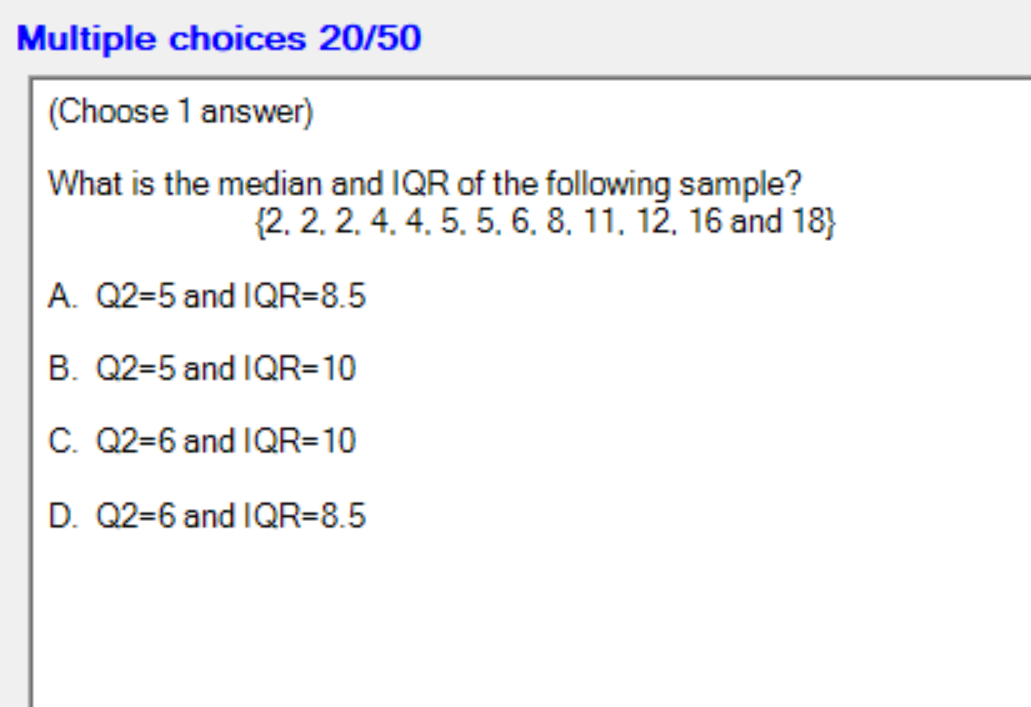 Multiple choices 20/50
(Choose 1 answer)
What is the median and IQR of the following sample?
{2, 2, 2, 4, 4, 5, 5, 6, 8, 11, 12, 16 and 18}
A. Q2=5 and IQR=8.5
B. Q2=5 and IQR=10
C. Q2=6 and IQR=10
D. Q2=6 and IQR=8.5